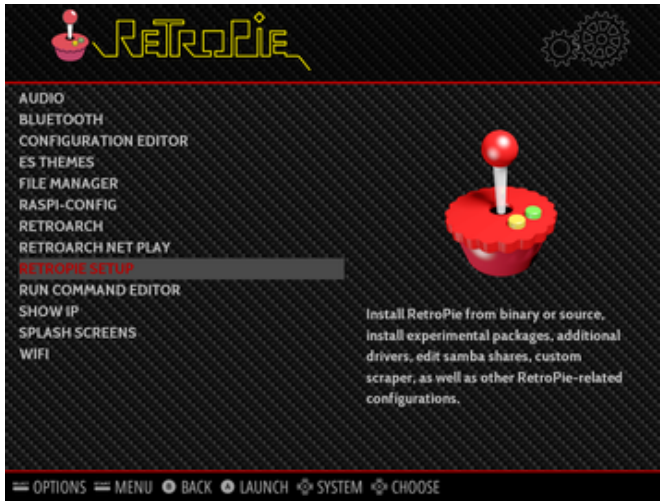 RETROPIE
AUDIO
BLUETOOTH
CONFIGURATION EDITOR
ES THEMES
FILE MANAGER
RASPI-CONFIG
RETROARCH
RETROARCH NET PLAY
RETROPIE SETUP
RUN COMMAND EDITOR
SHOW IP
SPLASH SCREENS
WIFI
Install RetroPie from binary or source,
install experimental packages, additional
drivers, edit samba shares, custom
scraper, as well as other RetroPie-related
configurations.
OPTIONS MENU B BACK A LAUNCH SYSTEM CHOOSE